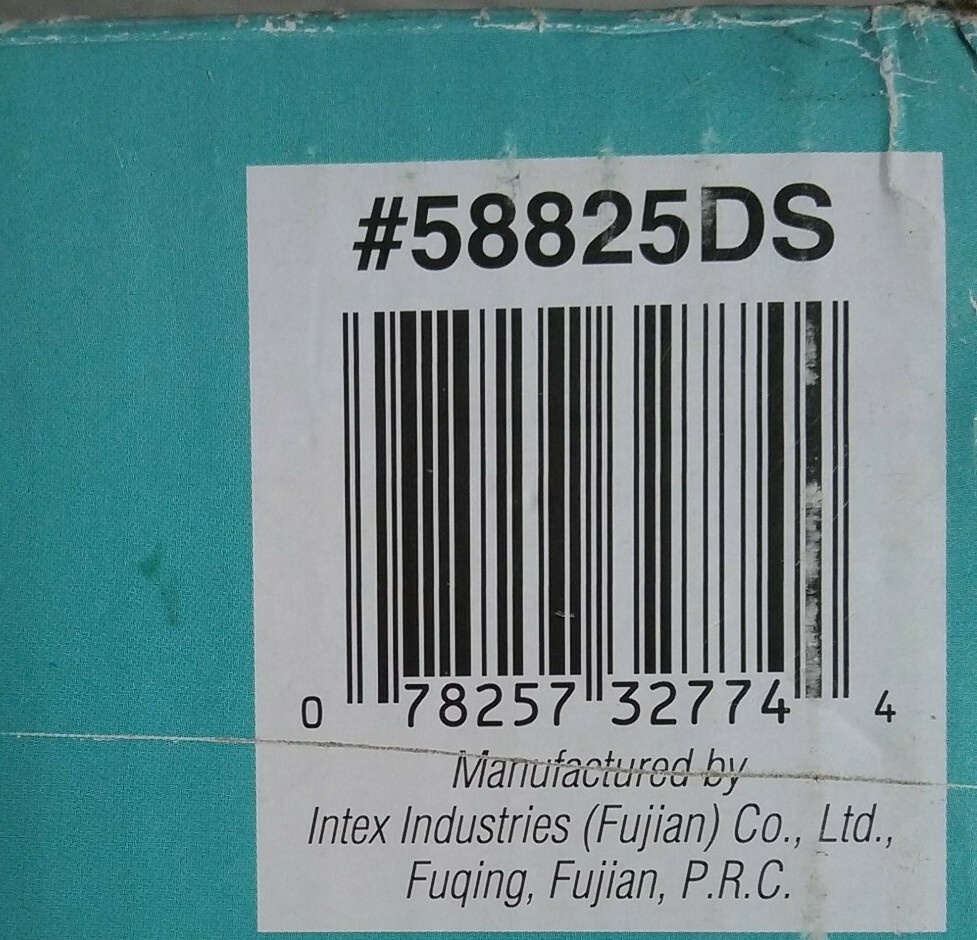 #58825DS
0 78257 32774 4
Manufactured by
Intex Industries (Fujian) Co., Ltd.,
Fuqing, Fujian, P.R.C.